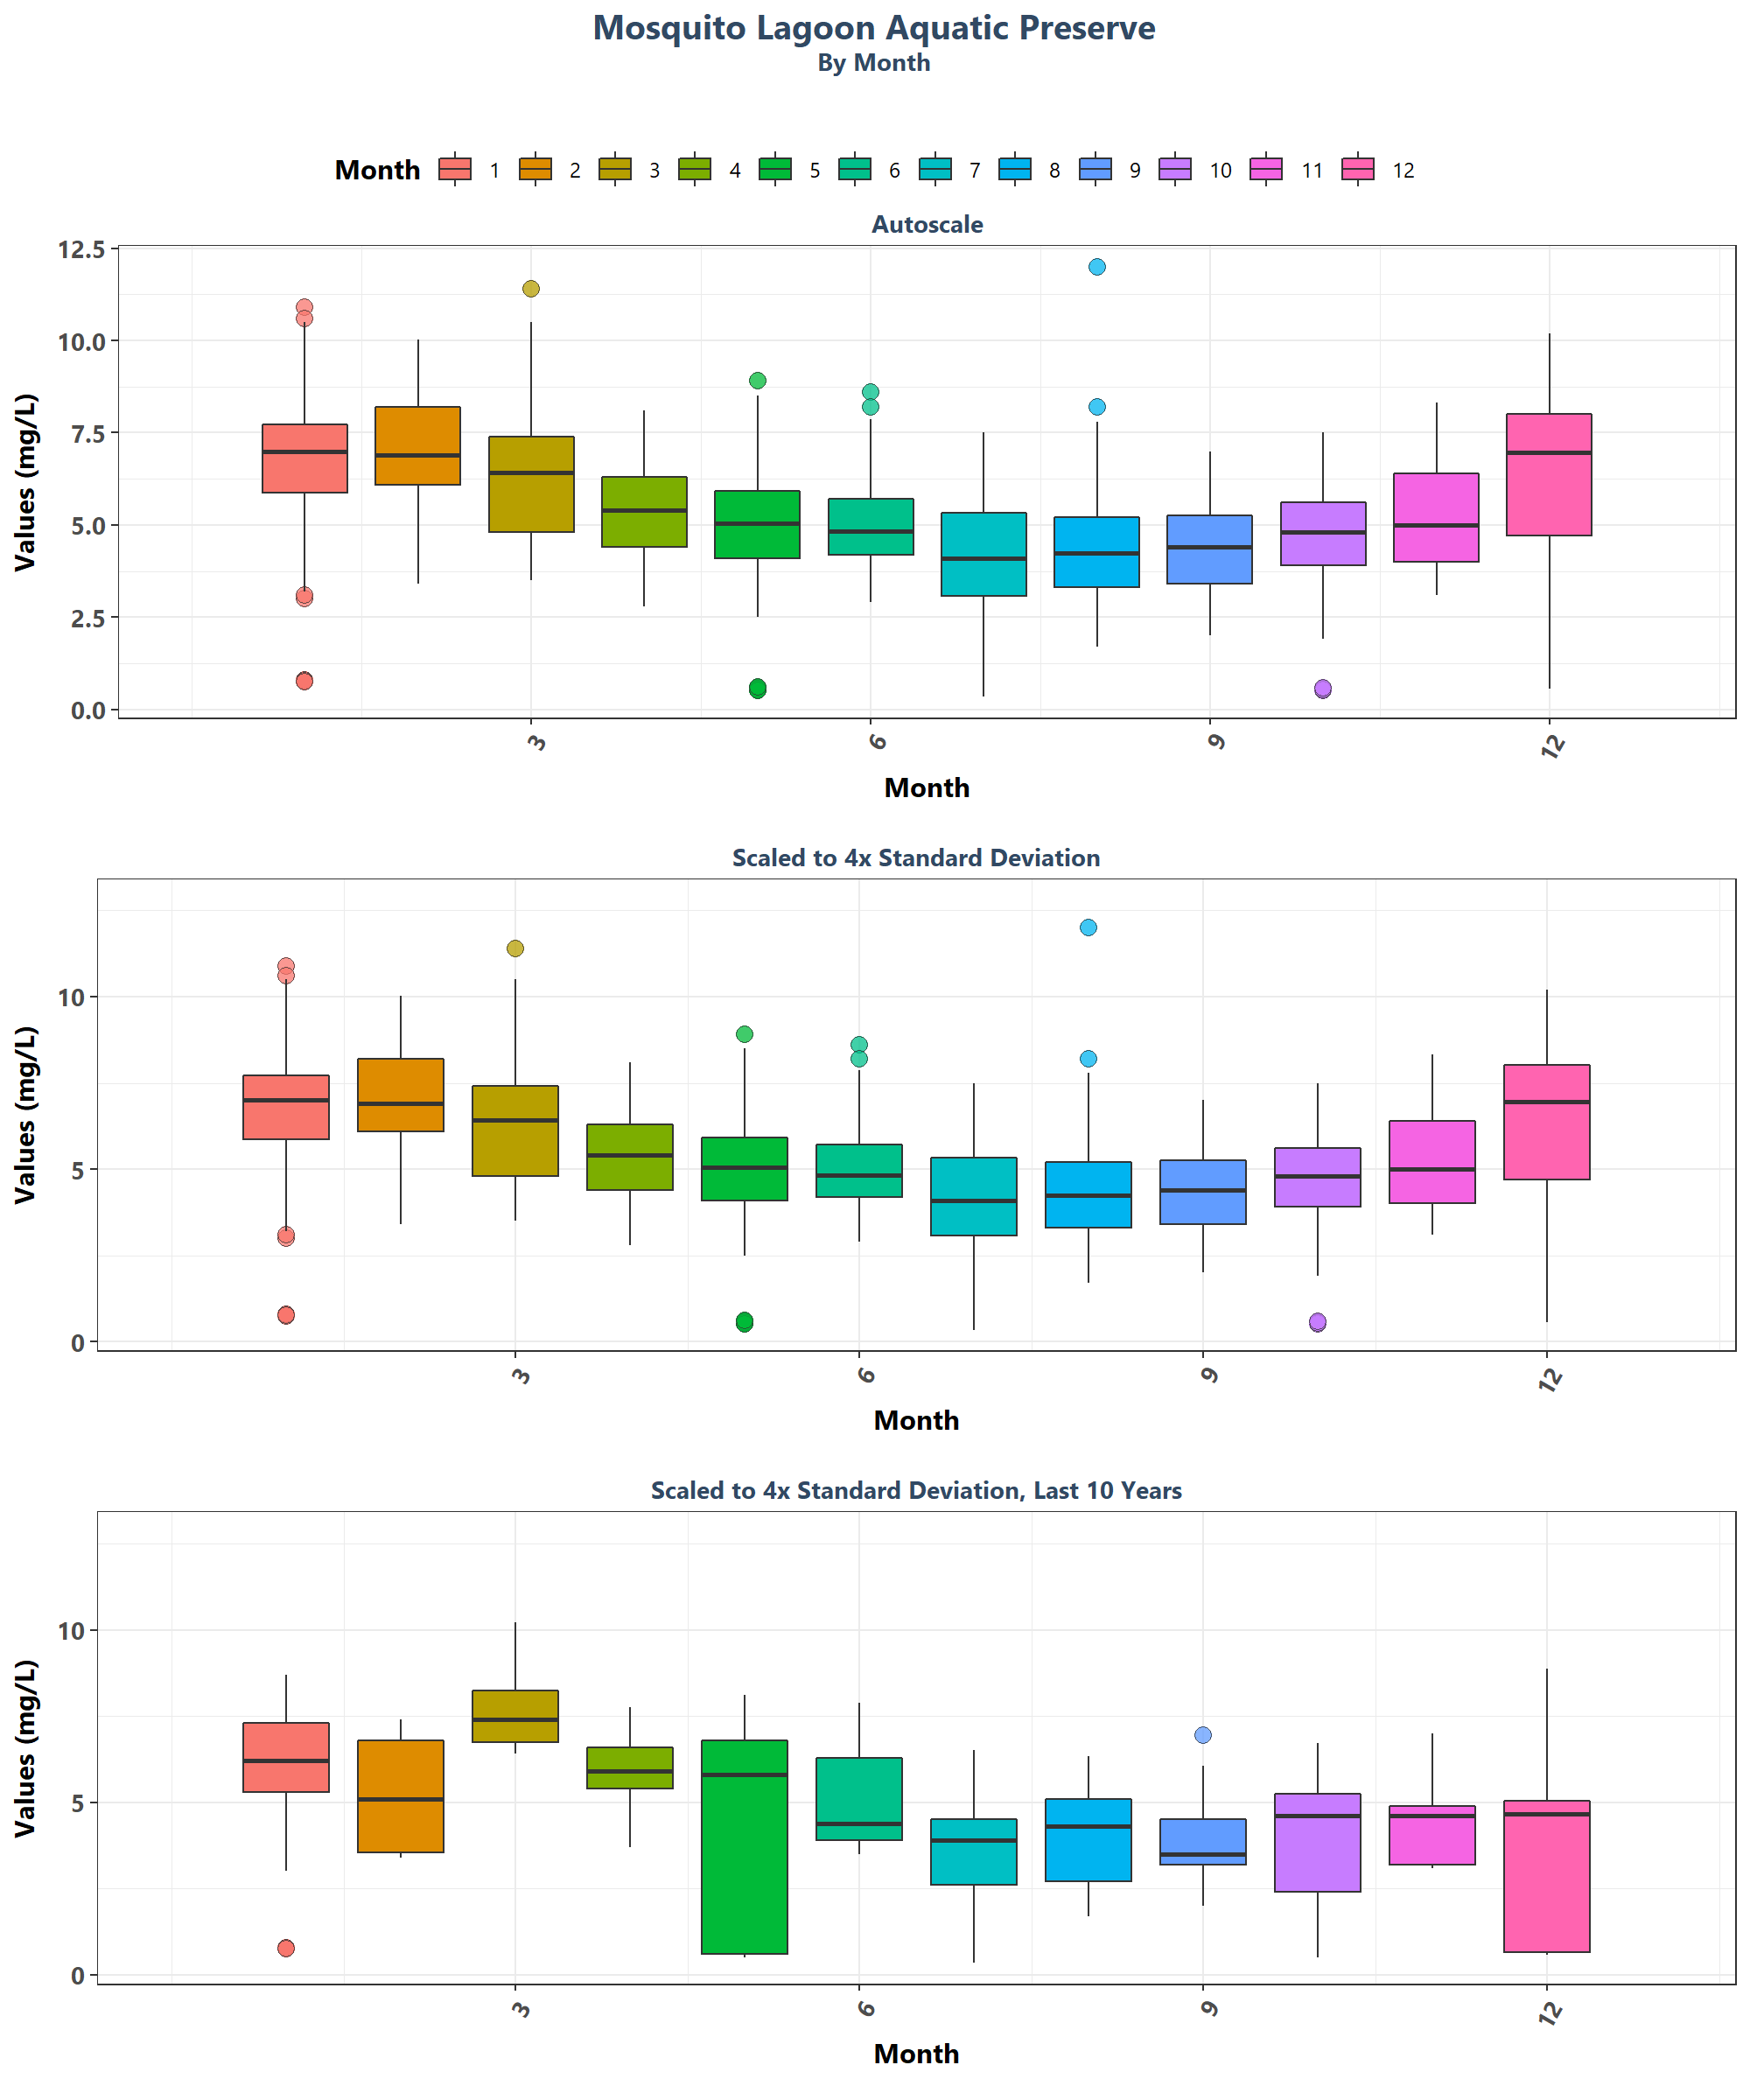 Mosquito Lagoon Aquatic Preserve
By Month
Month 1 2 3 4 5 6 7 8 9 10 11 12
Autoscale
Values (mg/L)
12.5
10.0
7.5
5.0
2.5
0.0
3 6 9 12
Month
Scaled to 4x Standard Deviation
Values (mg/L)
10
5
0
3 6 9 12
Month
Scaled to 4x Standard Deviation, Last 10 Years
Values (mg/L)
10
5
0
3 6 9 12
Month